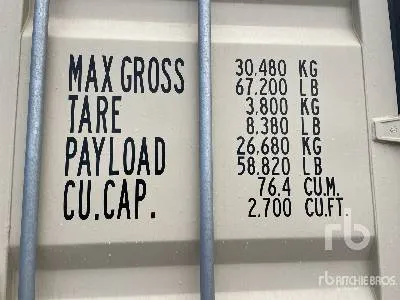 MAX GROSS 30,480 KG
67,200 LB
TARE 3,800 KG
8,380 LB
PAYLOAD 26,680 KG
58,820 LB
CU.CAP. 76.4 CU.M.
2.700 CU.FT.
rb
rb RITCHIE BROS.